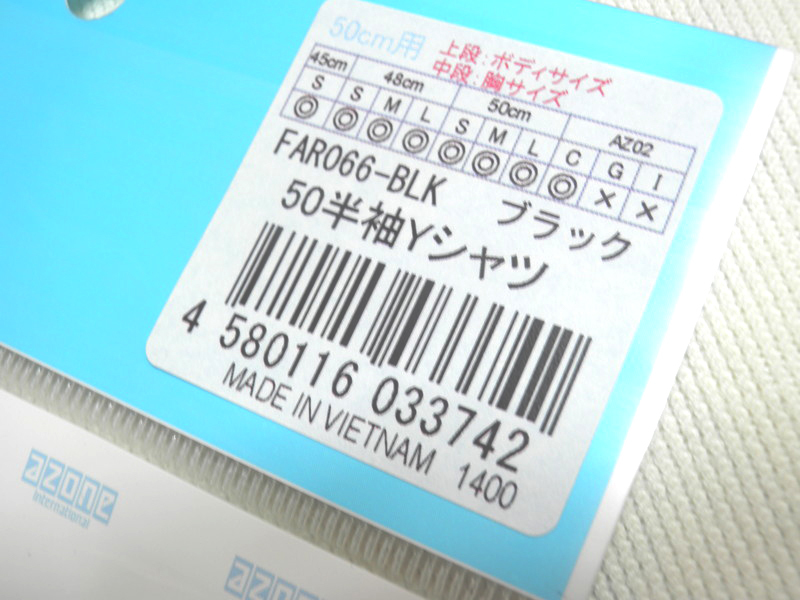 50cm用
上段:ボディサイズ
中段:胸サイズ
45cm 48cm 50cm AZ02
S S M L S M L C G I
◎ ◎ ◎ ◎ ◎ ◎ ◎ ◎ × ×
FAR066-BLK ブラック
50半袖Yシャツ
4 580116 033742
MADE IN VIETNAM 1400
azone
international
azone